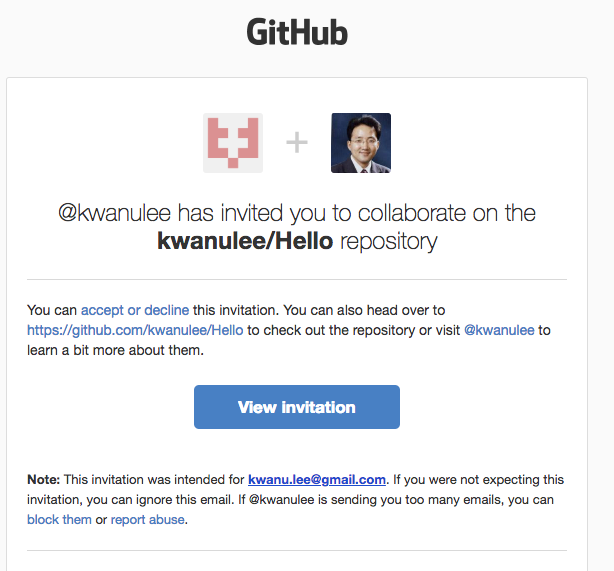 GitHub
@kwanulee has invited you to collaborate on the
kwanulee/Hello repository
You can accept or decline this invitation. You can also head over to
https://github.com/kwanulee/Hello to check out the repository or visit @kwanulee to
learn a bit more about them.
View invitation
Note: This invitation was intended for kwanu.lee@gmail.com. If you were not expecting this
invitation, you can ignore this email. If @kwanulee is sending you too many emails, you can
block them or report abuse.